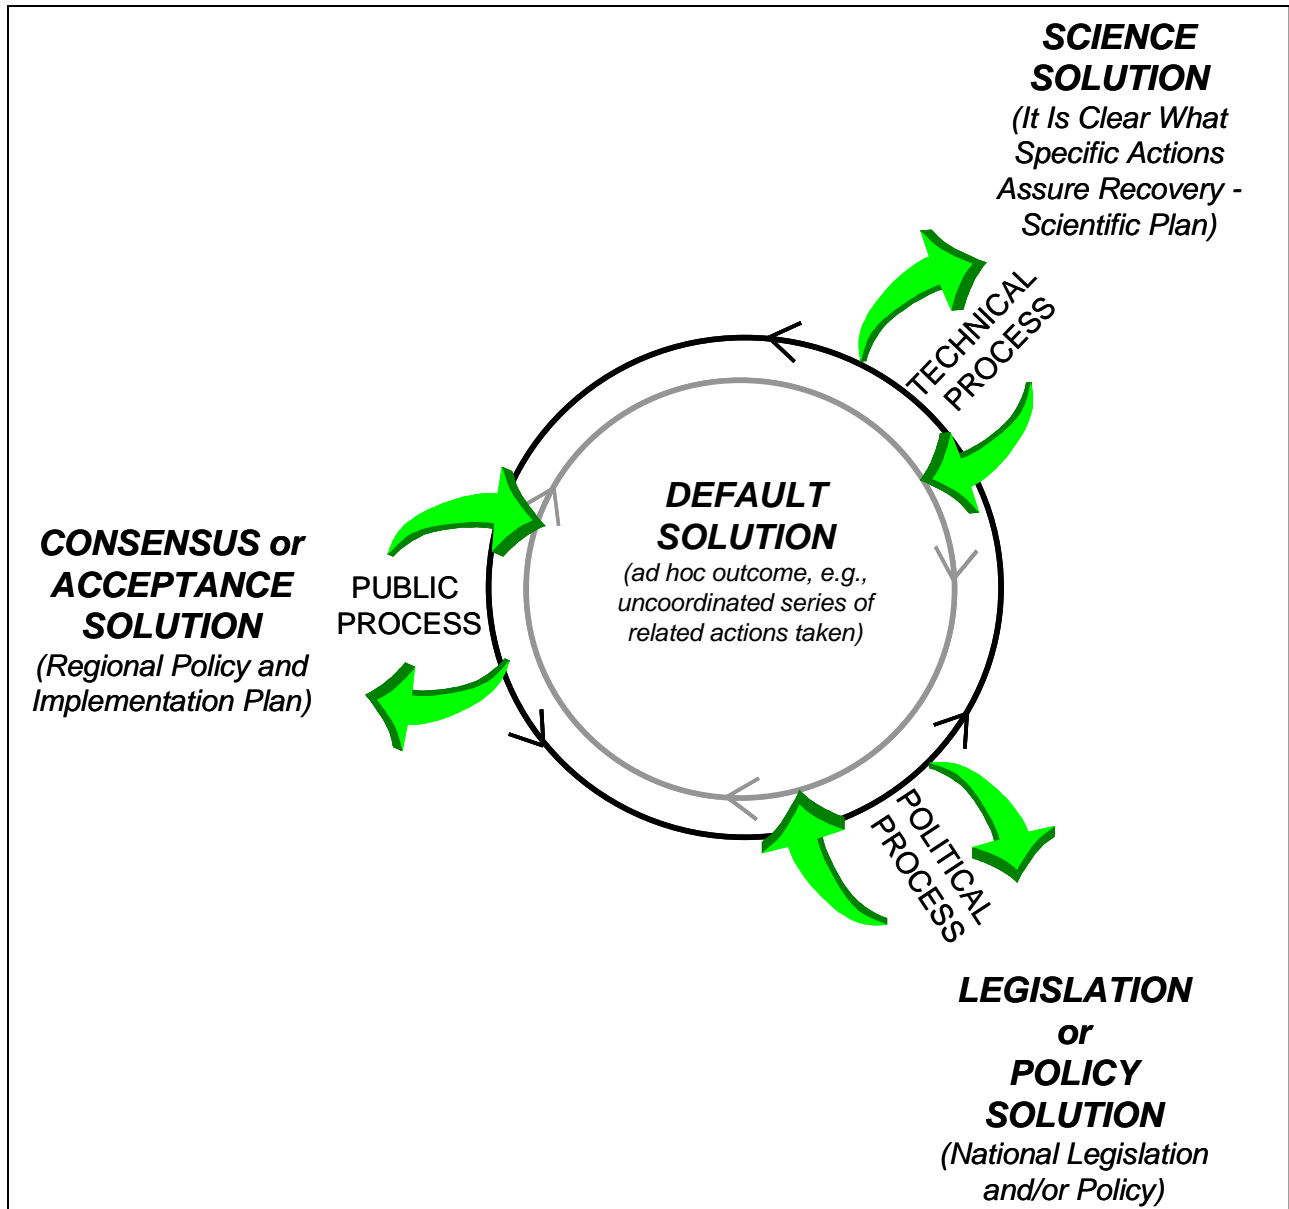 SCIENCE
SOLUTION
(It Is Clear What
Specific Actions
Assure Recovery -
Scientific Plan)
TECHNICAL
PROCESS
DEFAULT
SOLUTION
(ad hoc outcome, e.g.,
uncoordinated series of
related actions taken)
CONSENSUS or
ACCEPTANCE
SOLUTION
(Regional Policy and
Implementation Plan)
PUBLIC
PROCESS
POLITICAL
PROCESS
LEGISLATION
or
POLICY
SOLUTION
(National Legislation
and/or Policy)